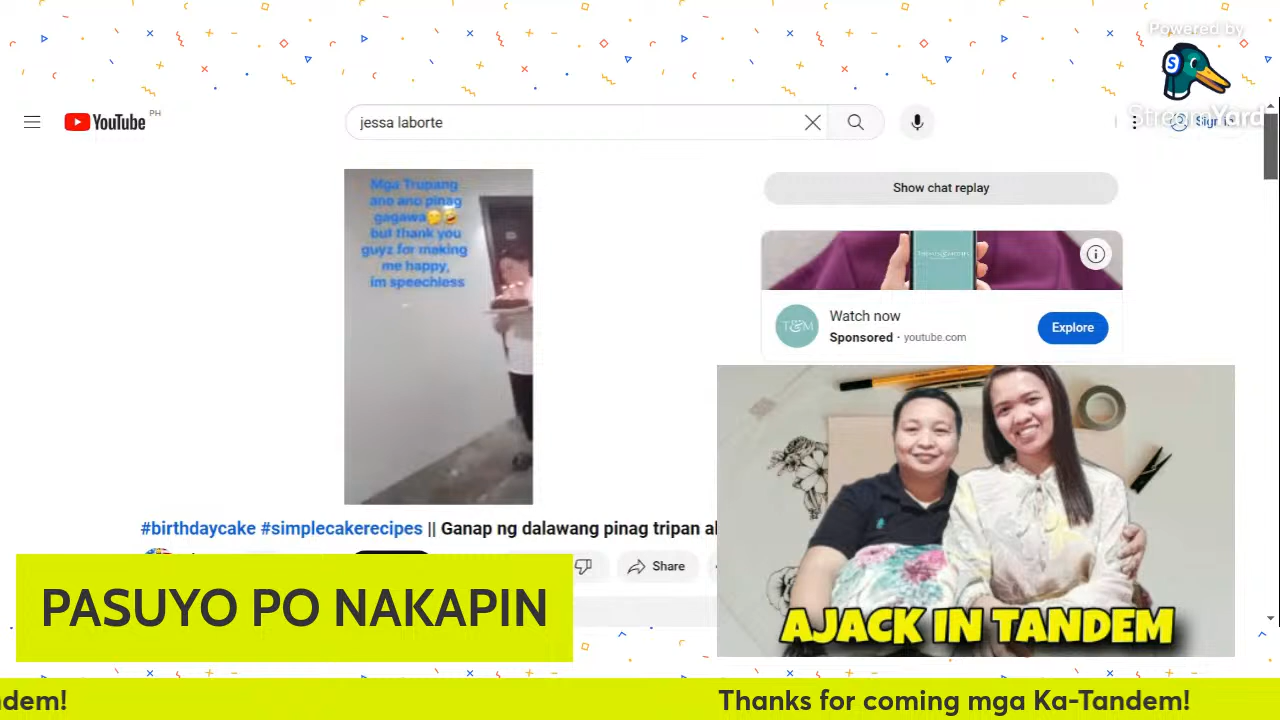 Powered by
StreamYard
YouTube PH
jessa laborte
Sign in
Mga Trupang
ano ano pinag
gagawa🤭🤣
but thank you
guyz for making
me happy,
im speechless
Show chat replay
T&M
Watch now
Sponsored · youtube.com
Explore
#birthdaycake #simplecakerecipes || Ganap ng dalawang pinag tripan al
Share
AJACK IN TANDEM
PASUYO PO NAKAPIN
ndem!
Thanks for coming mga Ka-Tandem!